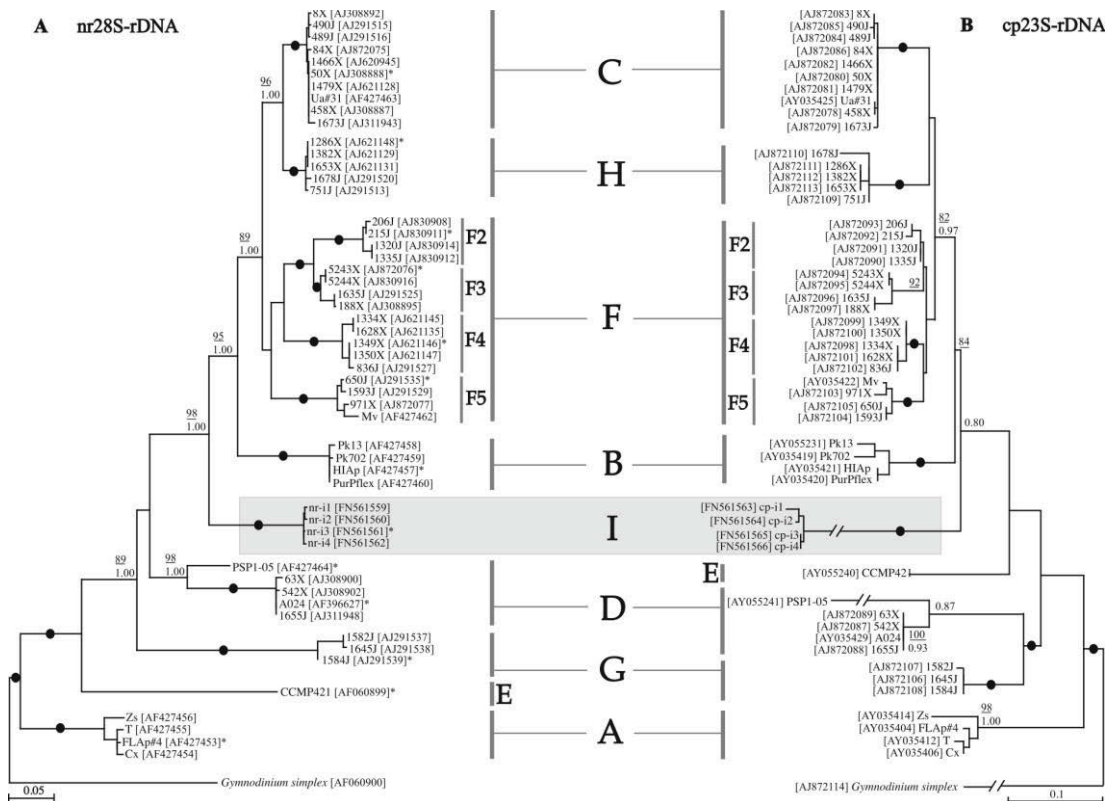 A nr28S-rDNA
8X [AJ308892]
490J [AJ291515]
489J [AJ291516]
84X [AJ872075]
1466X [AJ620945]
50X [AJ308888]*
1479X [AJ621128]
Ua#31 [AF427463]
458X [AJ308887]
1673J [AJ311943]
96
1.00
1286X [AJ621148]*
1382X [AJ621129]
1653X [AJ621131]
1678J [AJ291520]
751J [AJ291513]
89
1.00
206J [AJ830908]
215J [AJ830911]*
1320J [AJ830914]
1335J [AJ830912]
5243X [AJ872076]*
5244X [AJ830916]
1635J [AJ291525]
188X [AJ308895]
1334X [AJ621145]
1628X [AJ621135]
1349X [AJ621146]*
1350X [AJ621147]
836J [AJ291527]
650J [AJ291535]*
1593J [AJ291529]
971X [AJ872077]
Mv [AF427462]
F2
F3
F4
F5
95
1.00
98
1.00
Pk13 [AF427458]
Pk702 [AF427459]
HIAp [AF427457]*
PurPflex [AF427460]
nr-i1 [FN561559]
nr-i2 [FN561560]
nr-i3 [FN561561]*
nr-i4 [FN561562]
89
1.00
98
1.00
PSP1-05 [AF427464]*
63X [AJ308900]
542X [AJ308902]
A024 [AF396627]*
1655J [AJ311948]
1582J [AJ291537]
1645J [AJ291538]
1584J [AJ291539]*
CCMP421 [AF060899]*
Zs [AF427456]
T [AF427455]
FLAp#4 [AF427453]*
Cx [AF427454]
Gymnodinium simplex [AF060900]
0.05
C
H
F
B
I
E
D
G
E
A
B cp23S-rDNA
[AJ872083] 8X
[AJ872085] 490J
[AJ872084] 489J
[AJ872086] 84X
[AJ872082] 1466X
[AJ872080] 50X
[AJ872081] 1479X
[AY035425] Ua#31
[AJ872078] 458X
[AJ872079] 1673J
[AJ872110] 1678J
[AJ872111] 1286X
[AJ872112] 1382X
[AJ872113] 1653X
[AJ872109] 751J
82
0.97
F2
F3
F4
F5
[AJ872093] 206J
[AJ872092] 215J
[AJ872091] 1320J
[AJ872090] 1335J
[AJ872094] 5243X
[AJ872095] 5244X
92
[AJ872096] 1635J
[AJ872097] 188X
[AJ872099] 1349X
[AJ872100] 1350X
[AJ872098] 1334X
[AJ872101] 1628X
[AJ872102] 836J
84
[AY035422] Mv
[AJ872103] 971X
[AJ872105] 650J
[AJ872104] 1593J
0.80
[AY055231] Pk13
[AY035419] Pk702
[AY035421] HIAp
[AY035420] PurPflex
[FN561563] cp-i1
[FN561564] cp-i2
[FN561565] cp-i3
[FN561566] cp-i4
[AY055240] CCMP421
[AY055241] PSP1-05
0.87
[AJ872089] 63X
[AJ872087] 542X
[AY035429] A024
[AJ872088] 1655J
100
0.93
[AJ872107] 1582J
[AJ872106] 1645J
[AJ872108] 1584J
98
1.00
[AY035414] Zs
[AY035404] FLAp#4
[AY035412] T
[AY035406] Cx
[AJ872114] Gymnodinium simplex
0.1